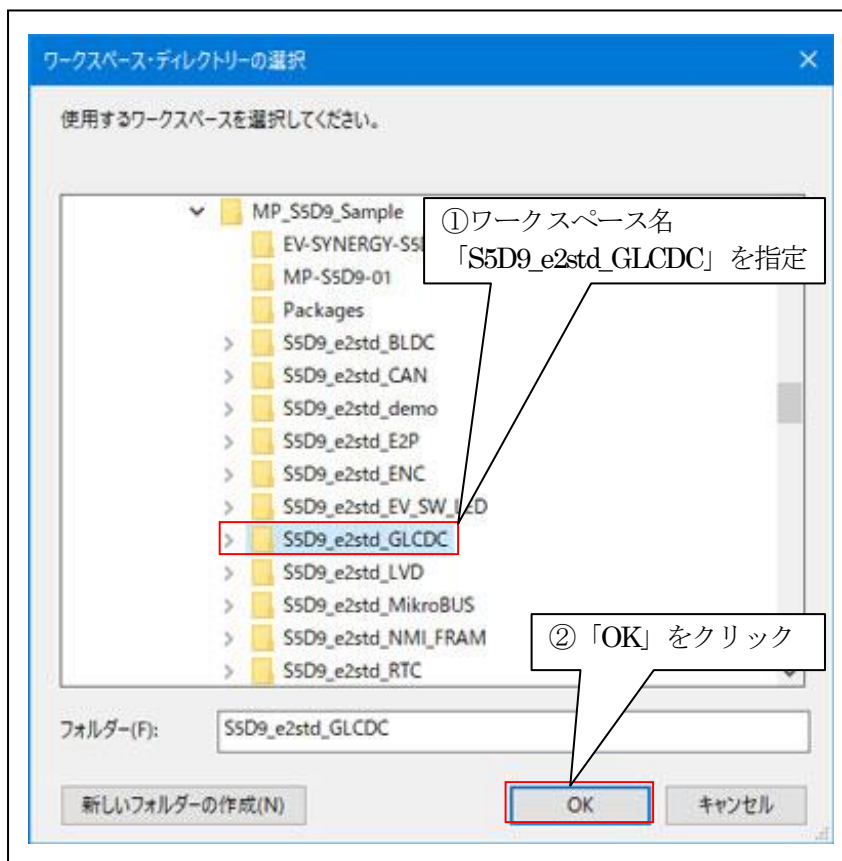 ワークスペース・ディレクトリーの選択
使用するワークスペースを選択してください。
MP_S5D9_Sample
①ワークスペース名
「S5D9_e2std_GLCDC」を指定
EV-SYNERGY-S5
MP-S5D9-01
Packages
S5D9_e2std_BLDC
S5D9_e2std_CAN
S5D9_e2std_demo
S5D9_e2std_E2P
S5D9_e2std_ENC
S5D9_e2std_EV_SW_LED
S5D9_e2std_GLCDC
S5D9_e2std_LVD
S5D9_e2std_MikroBUS
S5D9_e2std_NMI_FRAM
S5D9_e2std_RTC
②「OK」をクリック
フォルダー(F):
S5D9_e2std_GLCDC
新しいフォルダーの作成(N)
OK
キャンセル